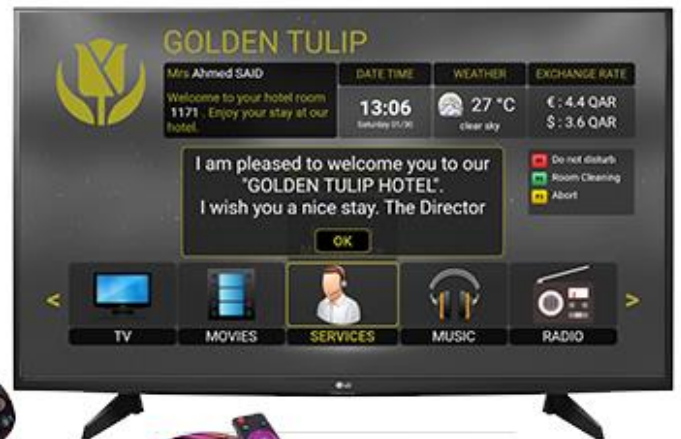 GOLDEN TULIP
Mrs Ahmed SAID
Welcome to your hotel room
1171 . Enjoy your stay at our
hotel.
DATE TIME
13:06
Saturday 01/30
WEATHER
27 °C
clear sky
EXCHANGE RATE
€ : 4.4 QAR
$ : 3.6 QAR
I am pleased to welcome you to our
"GOLDEN TULIP HOTEL".
I wish you a nice stay. The Director
OK
Do not disturb
Room Cleaning
Abort
<
TV
MOVIES
SERVICES
MUSIC
RADIO
>
LG